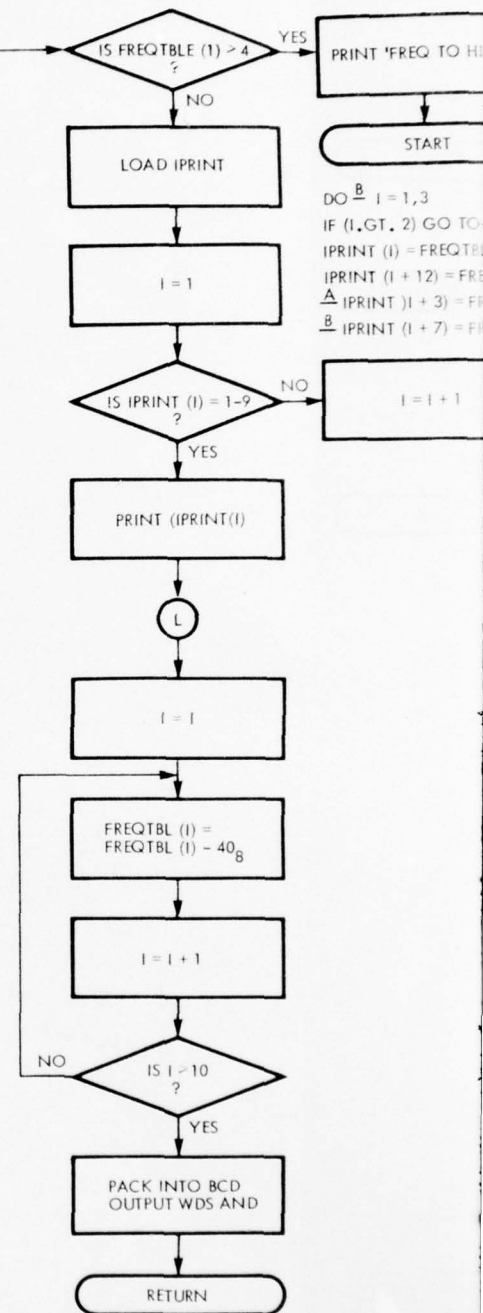 IS FREQTBLE (1) > 4
?
YES
NO
PRINT 'FREQ TO HI
START
LOAD IPRINT
DO B I = 1,3
IF (I.GT. 2) GO TO
IPRINT (I) = FREQTBL
IPRINT (I + 12) = FRE
A IPRINT )I + 3) = FR
B IPRINT (I + 7) = FR
I = 1
IS IPRINT (I) = 1-9
?
NO
YES
I = I + 1
PRINT (IPRINT(I)
L
I = I
FREQTBL (I) =
FREQTBL (I) - 408
I = I + 1
IS I > 10
?
NO
YES
PACK INTO BCD
OUTPUT WDS AND
RETURN